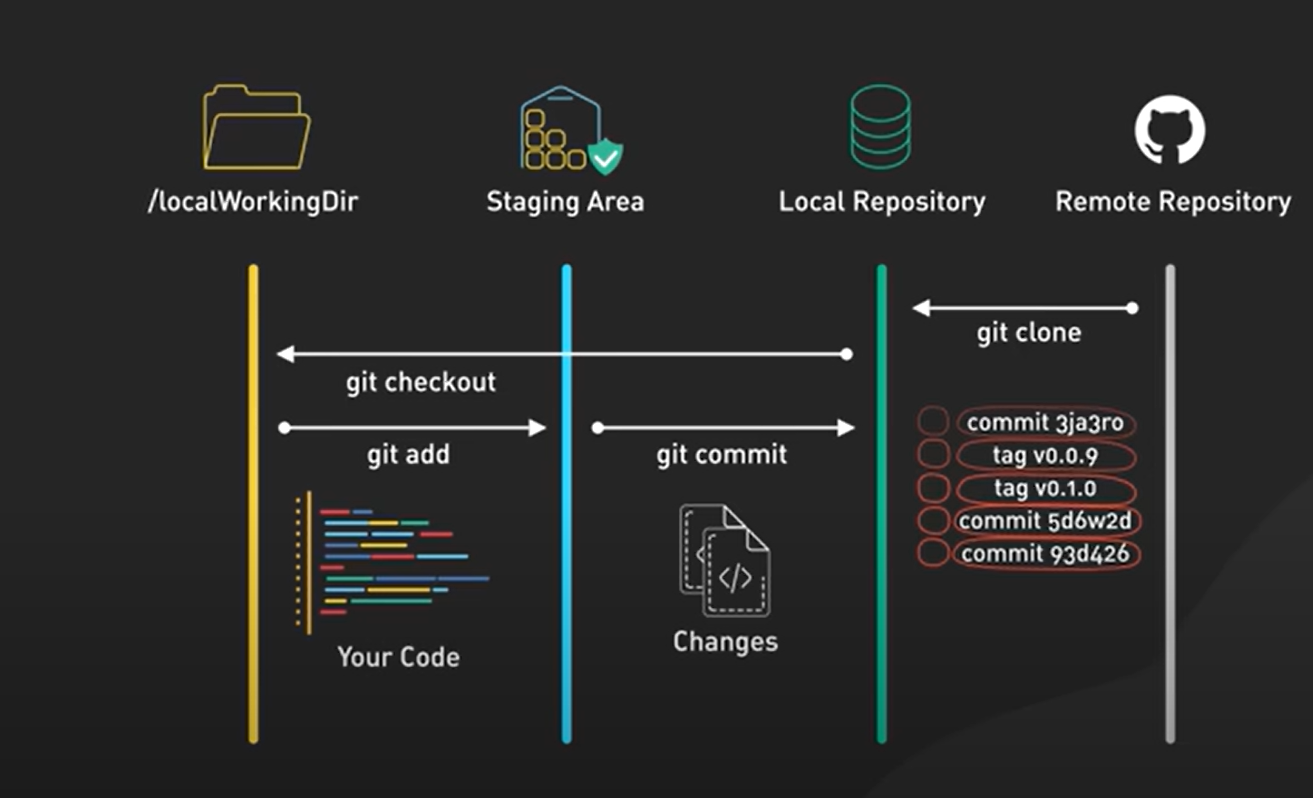 /localWorkingDir
Staging Area
Local Repository
Remote Repository
git clone
git checkout
git add
git commit
commit 3ja3ro
tag v0.0.9
tag v0.1.0
commit 5d6w2d
commit 93d426
</>
Your Code
Changes